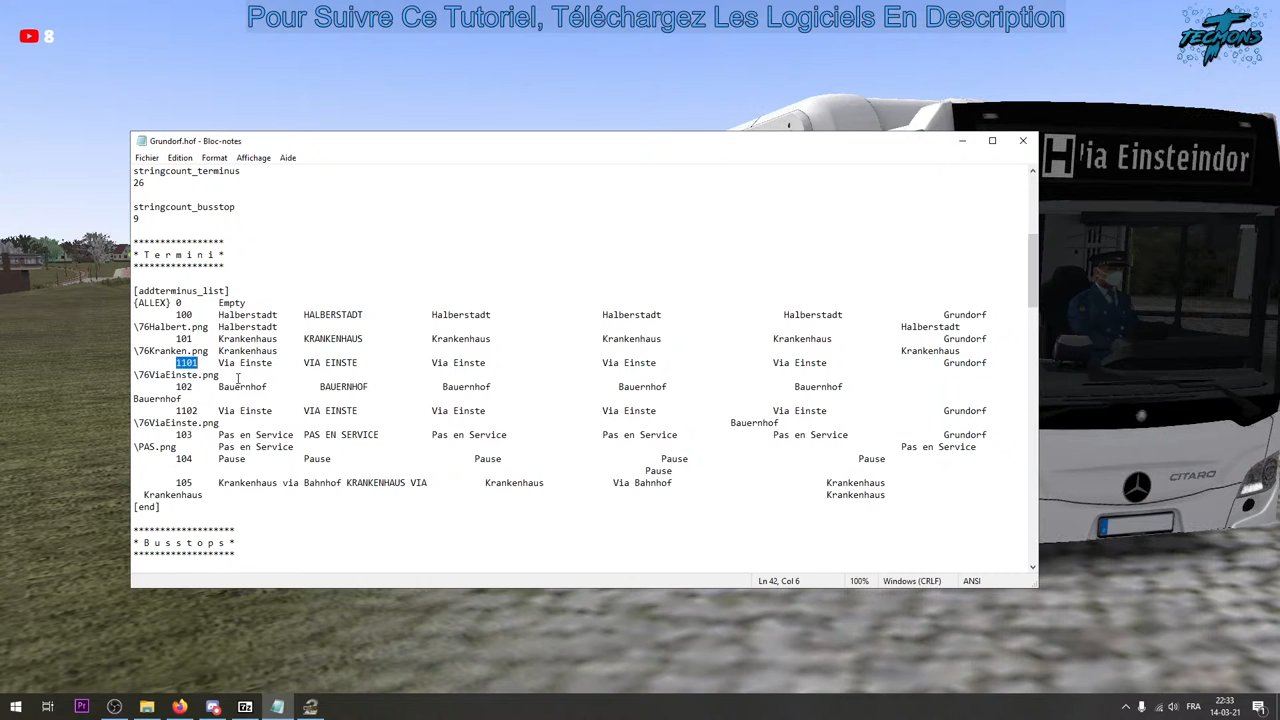 Pour Suivre Ce Tutoriel, Téléchargez Les Logiciels En Description
8
TECMONS
Grundorf.hof - Bloc-notes
Fichier Edition Format Affichage Aide
stringcount_terminus
26
stringcount_busstop
9
*****************
* T e r m i n i *
*****************
[addterminus_list]
{ALLEX} 0 Empty
100 Halberstadt HALBERSTADT Halberstadt Halberstadt Halberstadt Grundorf
\76Halbert.png Halberstadt Halberstadt
101 Krankenhaus KRANKENHAUS Krankenhaus Krankenhaus Krankenhaus Grundorf
\76Kranken.png Krankenhaus Krankenhaus
1101 Via Einste VIA EINSTE Via Einste Via Einste Via Einste Grundorf
\76ViaEinste.png
102 Bauernhof BAUERNHOF Bauernhof Bauernhof Bauernhof
Bauernhof
1102 Via Einste VIA EINSTE Via Einste Via Einste Via Einste Grundorf
\76ViaEinste.png Bauernhof
103 Pas en Service PAS EN SERVICE Pas en Service Pas en Service Pas en Service Grundorf
\PAS.png Pas en Service Pas en Service
104 Pause Pause Pause Pause Pause
Pause
105 Krankenhaus via Bahnhof KRANKENHAUS VIA Krankenhaus Via Bahnhof Krankenhaus
Krankenhaus Krankenhaus
[end]
*******************
* B u s s t o p s *
*******************
Ln 42, Col 6 100% Windows (CRLF) ANSI
H Via Einsteindor
CITARO
Pr
7z
FRA
22:33
14-03-21
1